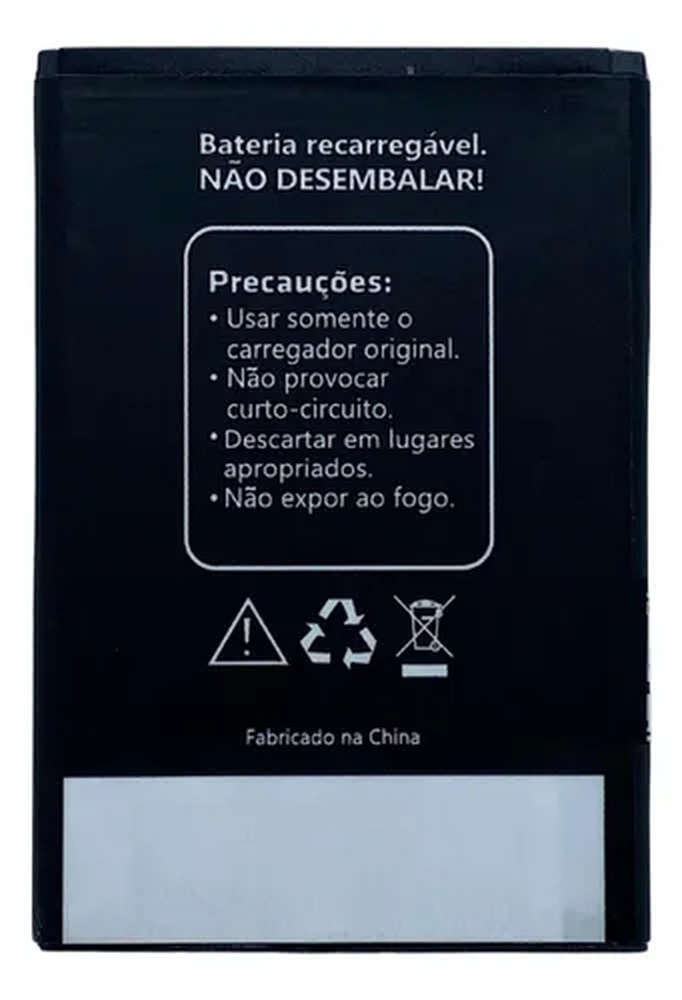 Bateria recarregável.
NÃO DESEMBALAR!
Precauções:
• Usar somente o
carregador original.
• Não provocar
curto-circuito.
• Descartar em lugares
apropriados.
• Não expor ao fogo.
Fabricado na China